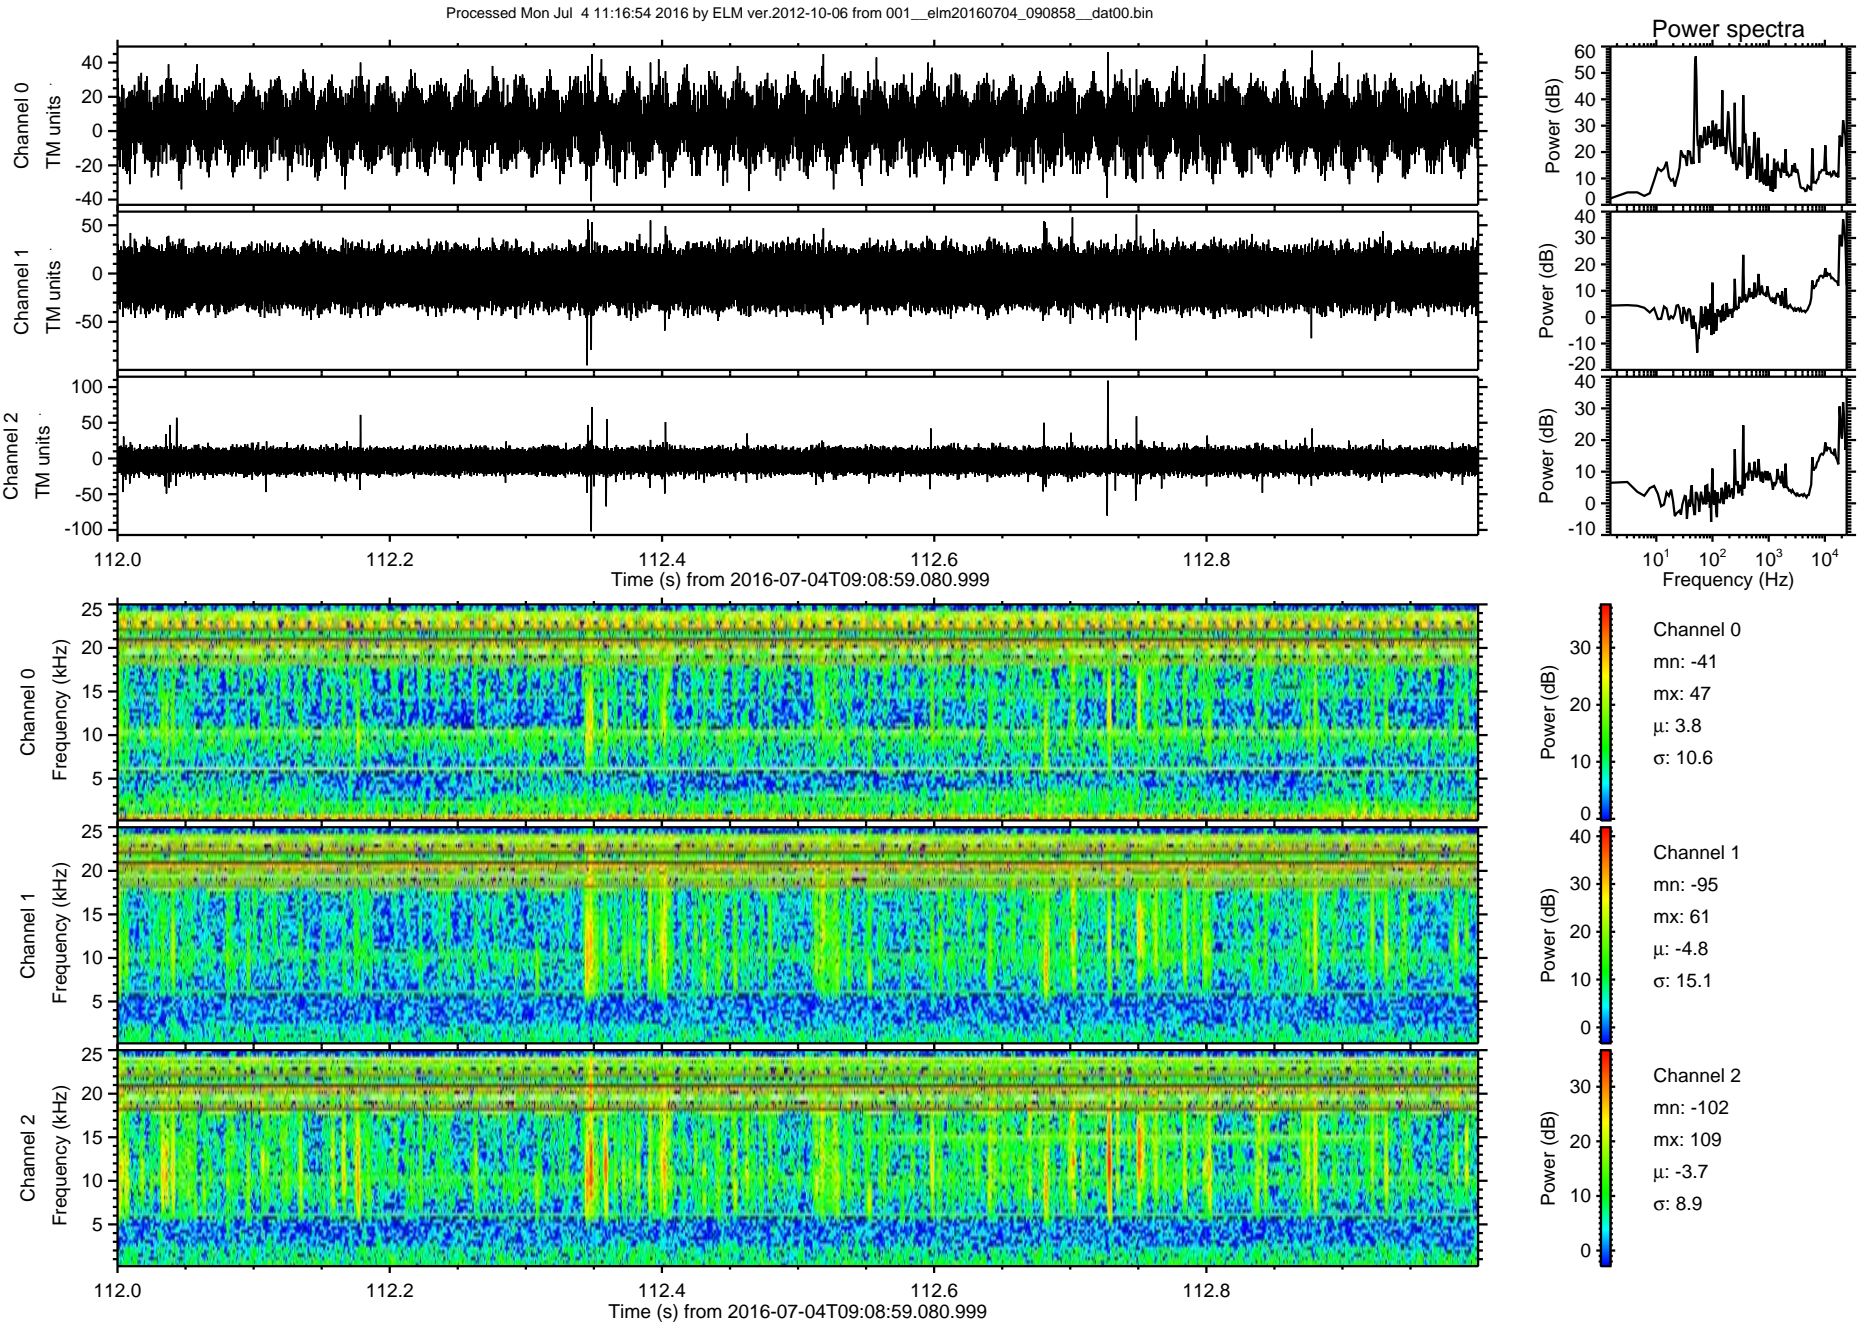 Processed Mon Jul  4 11:16:54 2016 by ELM ver.2012-10-06 from 001__elm20160704_090858__dat00.bin
Power spectra
Channel 0
TM units
40
20
0
-20
-40
Power (dB)
60
50
40
30
20
10
0
Channel 1
TM units
50
0
-50
Power (dB)
40
30
20
10
0
-10
-20
Channel 2
TM units
100
50
0
-50
-100
Power (dB)
40
30
20
10
0
-10
112.0 112.2 112.4 112.6 112.8
Time (s) from 2016-07-04T09:08:59.080.999
10^1 10^2 10^3 10^4
Frequency (Hz)
Channel 0
Frequency (kHz)
25
20
15
10
5
Power (dB)
30
20
10
0
Channel 0
mn: -41
mx: 47
μ: 3.8
σ: 10.6
Channel 1
Frequency (kHz)
25
20
15
10
5
Power (dB)
40
30
20
10
0
Channel 1
mn: -95
mx: 61
μ: -4.8
σ: 15.1
Channel 2
Frequency (kHz)
25
20
15
10
5
Power (dB)
30
20
10
0
Channel 2
mn: -102
mx: 109
μ: -3.7
σ: 8.9
112.0 112.2 112.4 112.6 112.8
Time (s) from 2016-07-04T09:08:59.080.999